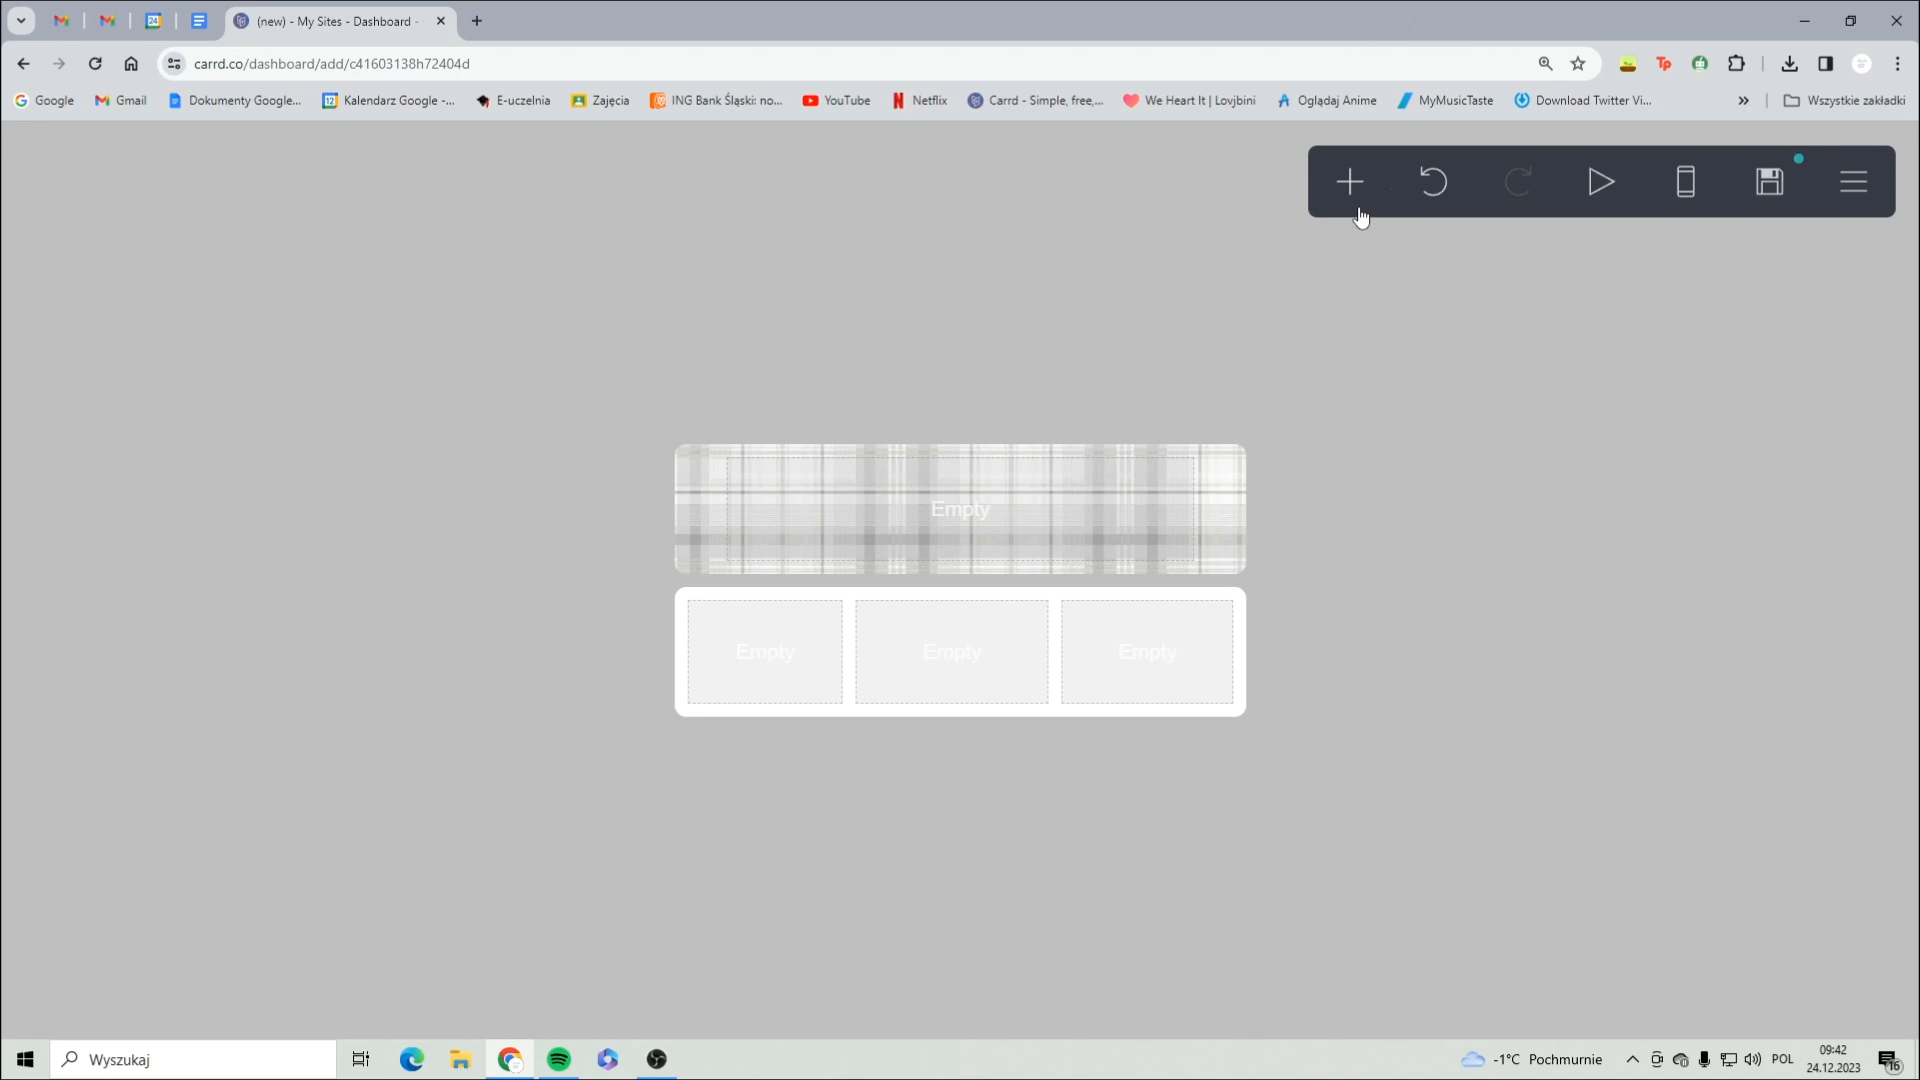 (new) - My Sites - Dashboard -
carrd.co/dashboard/add/c41603138h72404d
Google
Gmail
Dokumenty Google...
Kalendarz Google -...
E-uczelnia
Zajęcia
ING Bank Śląski: no...
YouTube
Netflix
Carrd - Simple, free,...
We Heart It | Lovjbini
Oglądaj Anime
MyMusicTaste
Download Twitter Vi...
»
Wszystkie zakładki
Empty
Empty
Empty
Empty
Wyszukaj
-1°C Pochmurnie
POL
09:42
24.12.2023
16